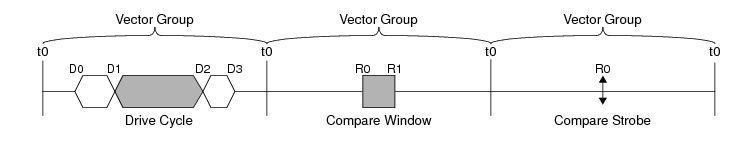 Vector Group Vector Group Vector Group
t0 t0 t0 t0
D0 D1 D2 D3 R0 R1 R0
Drive Cycle Compare Window Compare Strobe